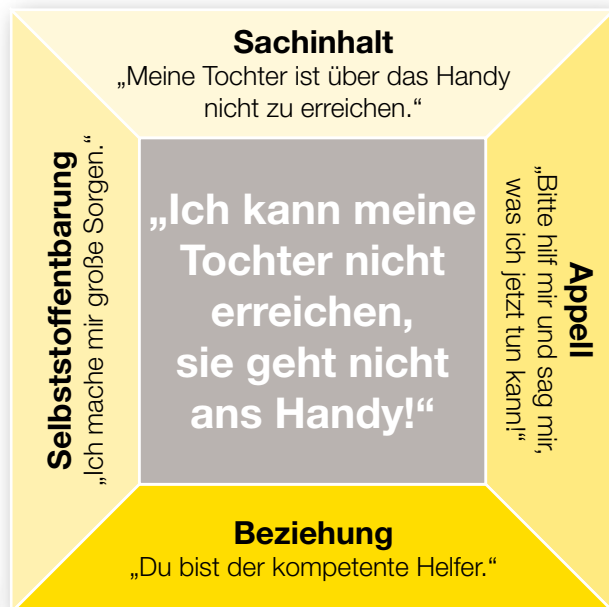 Sachinhalt
„Meine Tochter ist über das Handy
nicht zu erreichen.“
Selbststoffentbarung
„Ich mache mir große Sorgen.“
„Ich kann meine
Tochter nicht
erreichen,
sie geht nicht
ans Handy!“
Appell
„Bitte hilf mir und sag mir,
was ich jetzt tun kann!“
Beziehung
„Du bist der kompetente Helfer.“